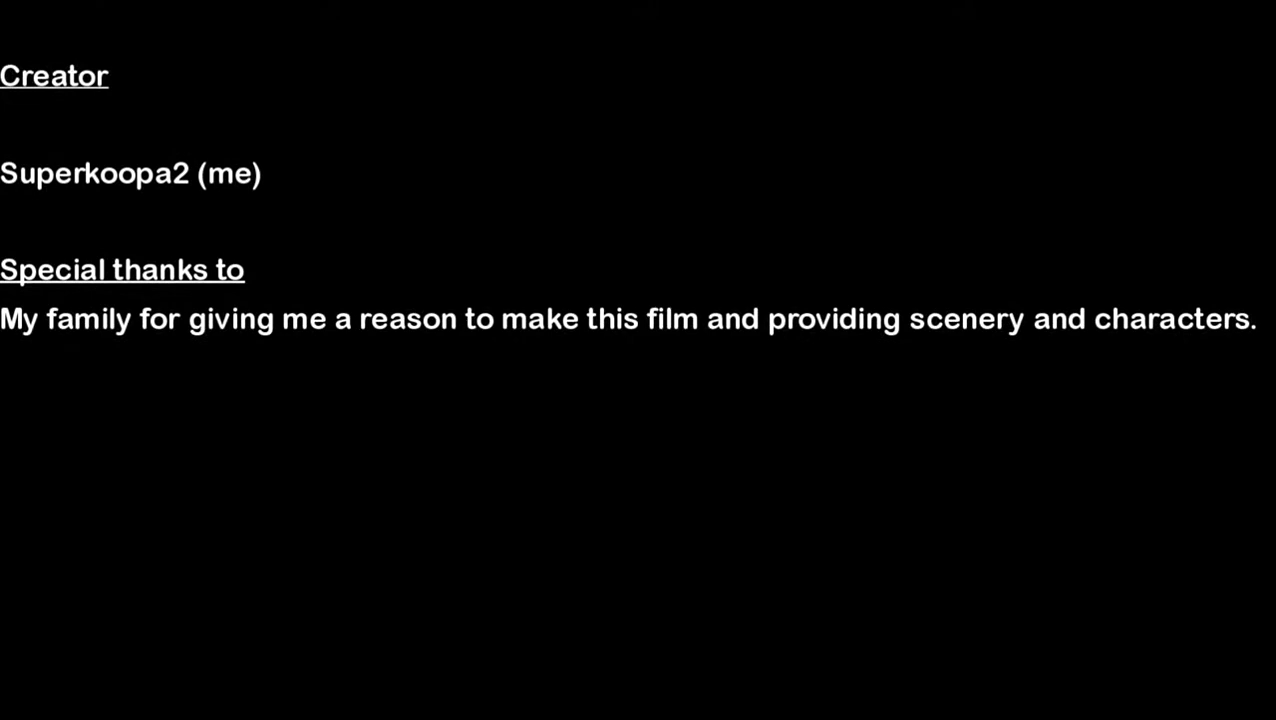 Creator
Superkoopa2 (me)
Special thanks to
My family for giving me a reason to make this film and providing scenery and characters.